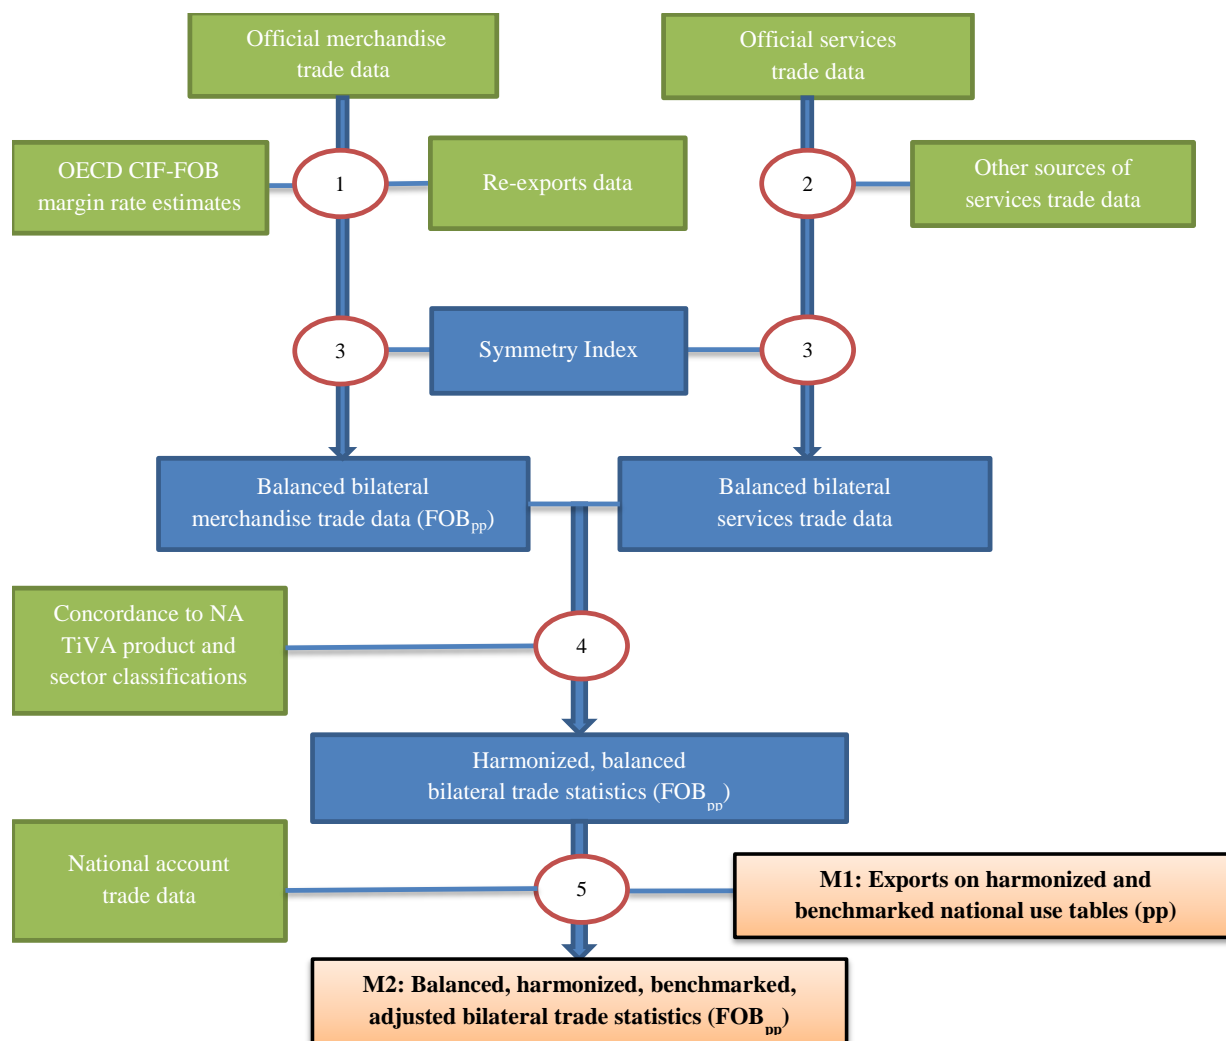 Official merchandise
trade data
Official services
trade data
OECD CIF-FOB
margin rate estimates
1
Re-exports data
2
Other sources of
services trade data
3
Symmetry Index
3
Balanced bilateral
merchandise trade data (FOBpp)
Balanced bilateral
services trade data
Concordance to NA
TiVA product and
sector classifications
4
Harmonized, balanced
bilateral trade statistics (FOBpp)
National account
trade data
5
M1: Exports on harmonized and
benchmarked national use tables (pp)
M2: Balanced, harmonized, benchmarked,
adjusted bilateral trade statistics (FOBpp)